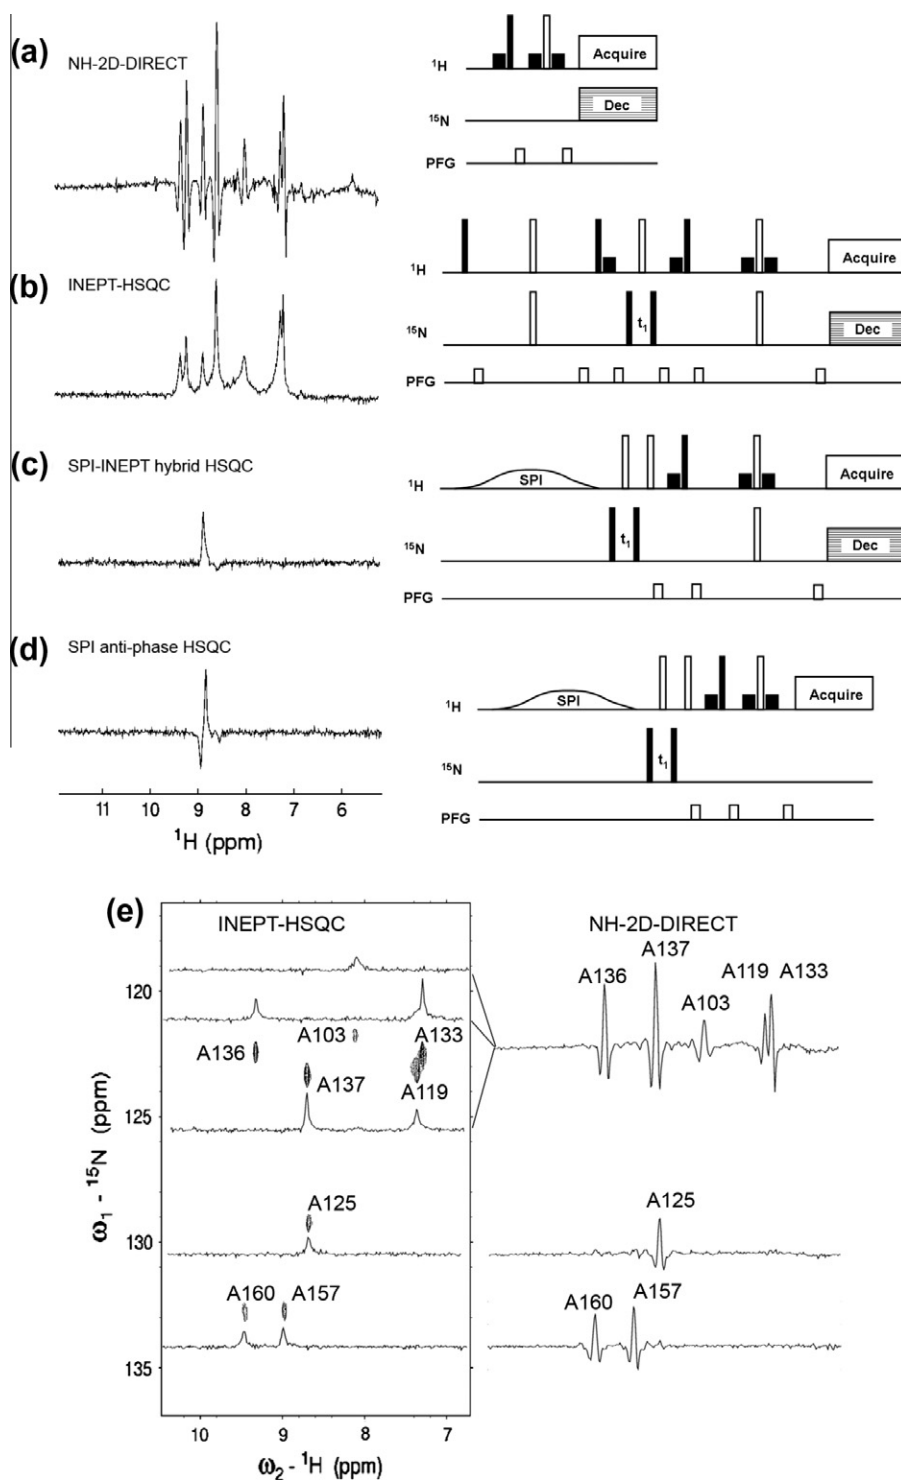 (a)
NH-2D-DIRECT
¹H
Acquire
¹⁵N
Dec
PFG
(b)
INEPT-HSQC
¹H
Acquire
¹⁵N
t₁
Dec
PFG
(c)
SPI-INEPT hybrid HSQC
¹H
SPI
Acquire
¹⁵N
t₁
Dec
PFG
(d)
SPI anti-phase HSQC
¹H
SPI
Acquire
¹⁵N
t₁
PFG
11 10 9 8 7 6
¹H (ppm)
(e)
INEPT-HSQC
NH-2D-DIRECT
A136
A137
A103
A119 A133
120
A103
A133
A136
A137
A119
125
A125
A125
130
A160 A157
A160
A157
135
ω₁ - ¹⁵N (ppm)
10 9 8 7
ω₂ - ¹H (ppm)